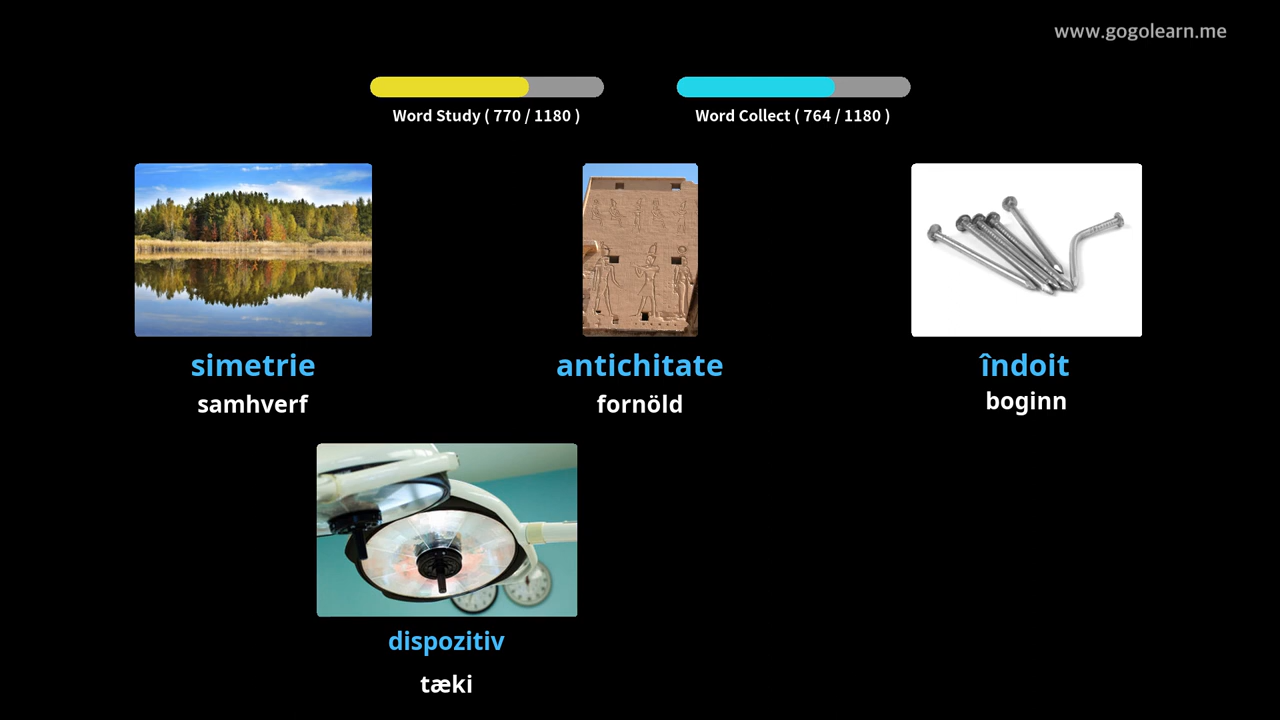 www.gogolearn.me
Word Study ( 770 / 1180 )
Word Collect ( 764 / 1180 )
simetrie
samhverf
antichitate
fornöld
îndoit
boginn
dispozitiv
tæki